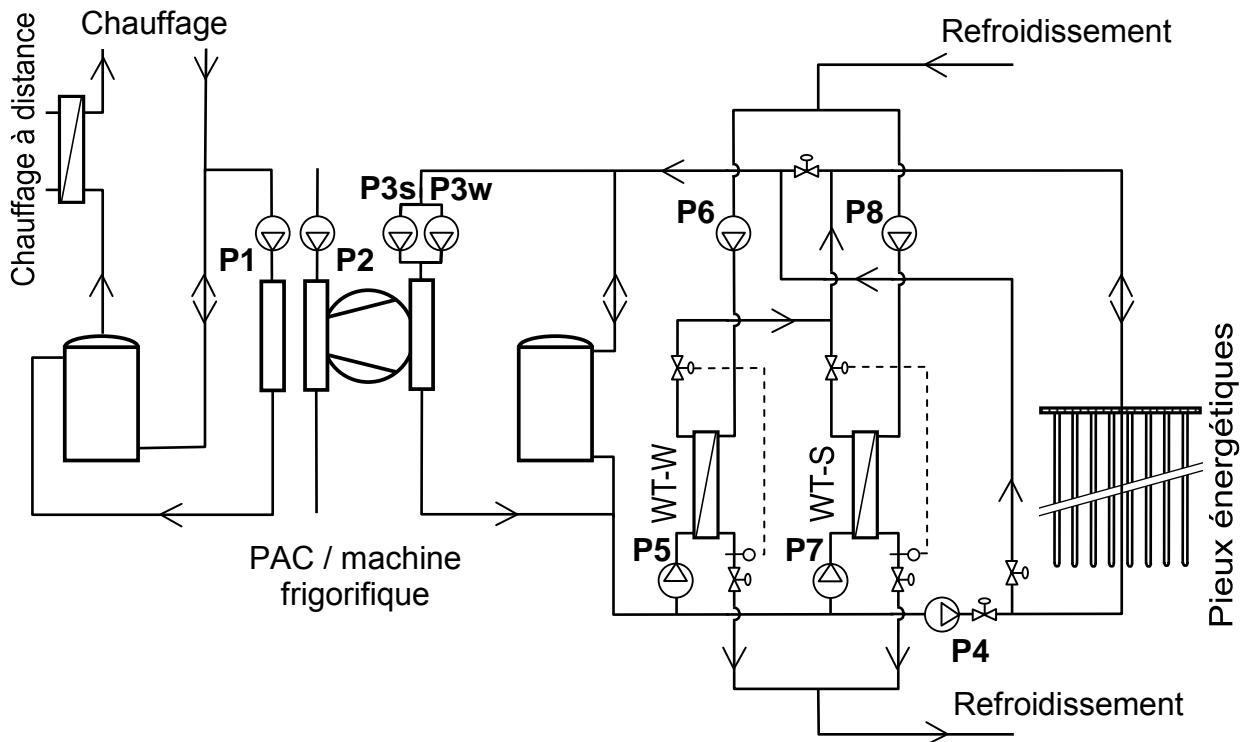 Chauffage
Refroidissement
Chauffage à distance
P3s
P3w
P6
P8
P1
P2
WT-W
WT-S
Pieux énergétiques
P5
P7
PAC / machine
frigorifique
P4
Refroidissement